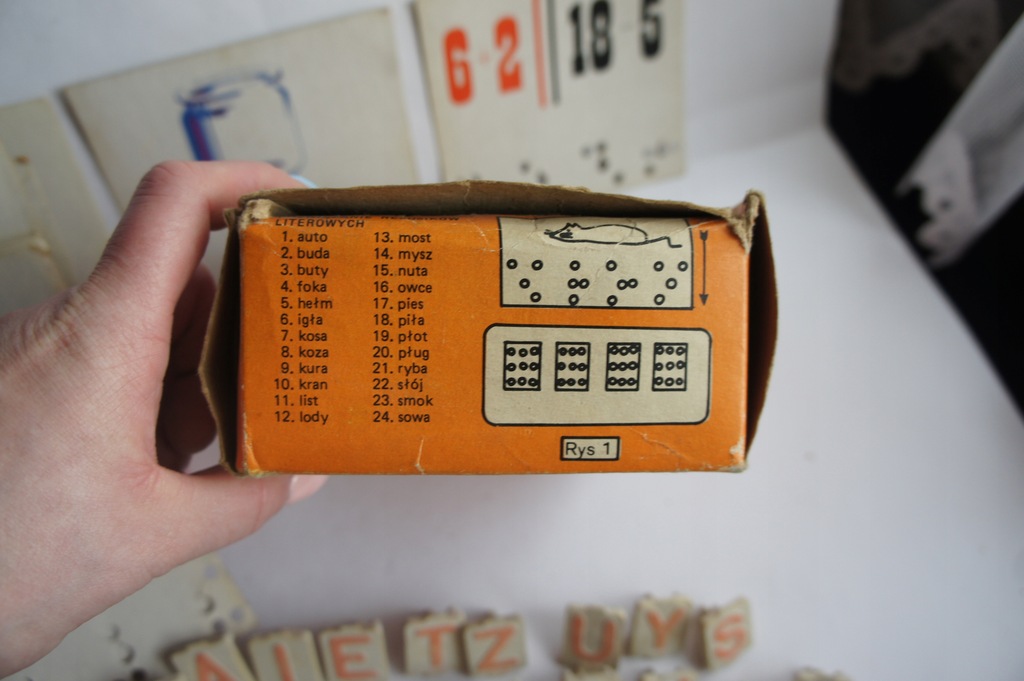 6 2 18 5
LITEROWYCH
1. auto
2. buda
3. buty
4. foka
5. hełm
6. igła
7. kosa
8. koza
9. kura
10. kran
11. list
12. lody
13. most
14. mysz
15. nuta
16. owce
17. pies
18. piła
19. płot
20. pług
21. ryba
22. słój
23. smok
24. sowa
Rys 1
A I E T Z U Y S